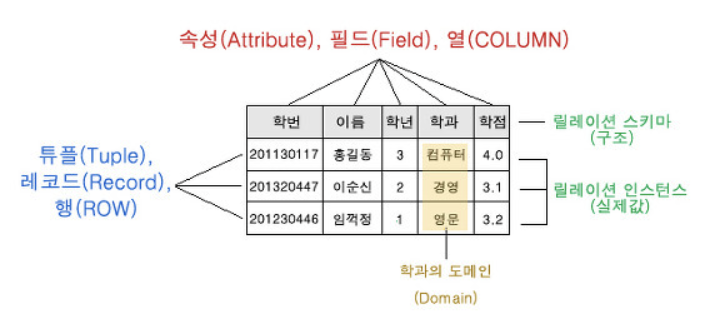 속성(Attribute), 필드(Field), 열(COLUMN)
학번 이름 학년 학과 학점
릴레이션 스키마
(구조)
튜플(Tuple),
레코드(Record),
행(ROW)
201130117 홍길동 3 컴퓨터 4.0
201320447 이순신 2 경영 3.1
201230446 임꺽정 1 영문 3.2
릴레이션 인스턴스
(실제값)
학과의 도메인
(Domain)